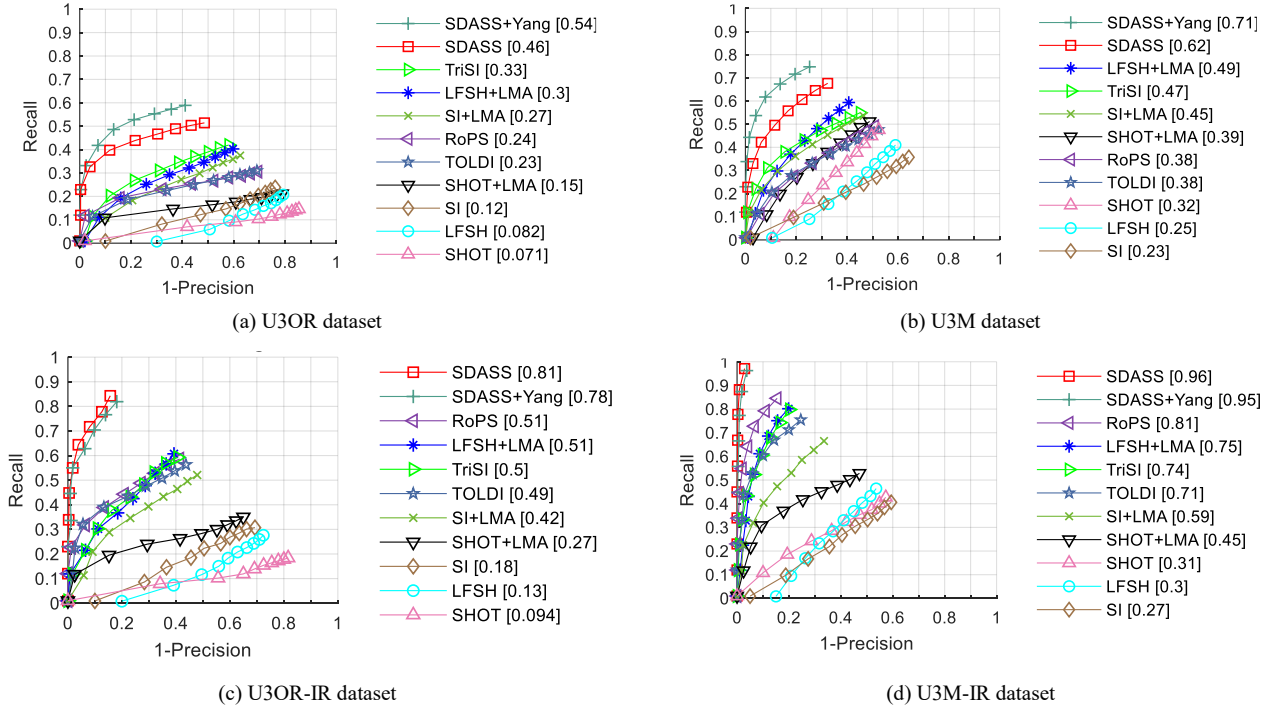 1
0.9
0.8
0.7
0.6
0.5
0.4
0.3
0.2
0.1
0
Recall
0 0.2 0.4 0.6 0.8 1
1-Precision
SDASS+Yang [0.54]
SDASS [0.46]
TriSI [0.33]
LFSH+LMA [0.3]
SI+LMA [0.27]
RoPS [0.24]
TOLDI [0.23]
SHOT+LMA [0.15]
SI [0.12]
LFSH [0.082]
SHOT [0.071]
(a) U3OR dataset
1
0.9
0.8
0.7
0.6
0.5
0.4
0.3
0.2
0.1
0
Recall
0 0.2 0.4 0.6 0.8 1
1-Precision
SDASS+Yang [0.71]
SDASS [0.62]
LFSH+LMA [0.49]
TriSI [0.47]
SI+LMA [0.45]
SHOT+LMA [0.39]
RoPS [0.38]
TOLDI [0.38]
SHOT [0.32]
LFSH [0.25]
SI [0.23]
(b) U3M dataset
1
0.9
0.8
0.7
0.6
0.5
0.4
0.3
0.2
0.1
0
Recall
0 0.2 0.4 0.6 0.8 1
1-Precision
SDASS [0.81]
SDASS+Yang [0.78]
RoPS [0.51]
LFSH+LMA [0.51]
TriSI [0.5]
TOLDI [0.49]
SI+LMA [0.42]
SHOT+LMA [0.27]
SI [0.18]
LFSH [0.13]
SHOT [0.094]
(c) U3OR-IR dataset
1
0.9
0.8
0.7
0.6
0.5
0.4
0.3
0.2
0.1
0
Recall
0 0.2 0.4 0.6 0.8 1
1-Precision
SDASS [0.96]
SDASS+Yang [0.95]
RoPS [0.81]
LFSH+LMA [0.75]
TriSI [0.74]
TOLDI [0.71]
SI+LMA [0.59]
SHOT+LMA [0.45]
SHOT [0.31]
LFSH [0.3]
SI [0.27]
(d) U3M-IR dataset